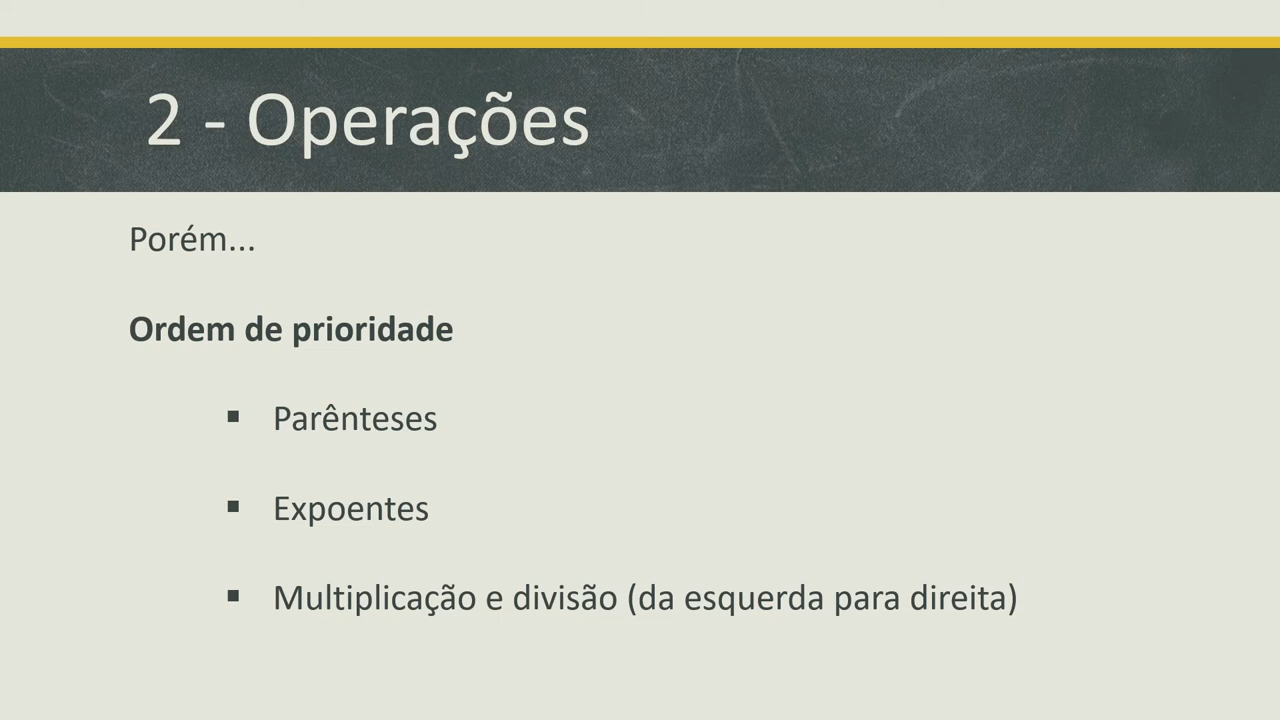 2 - Operações
Porém...
Ordem de prioridade
▪ Parênteses
▪ Expoentes
▪ Multiplicação e divisão (da esquerda para direita)